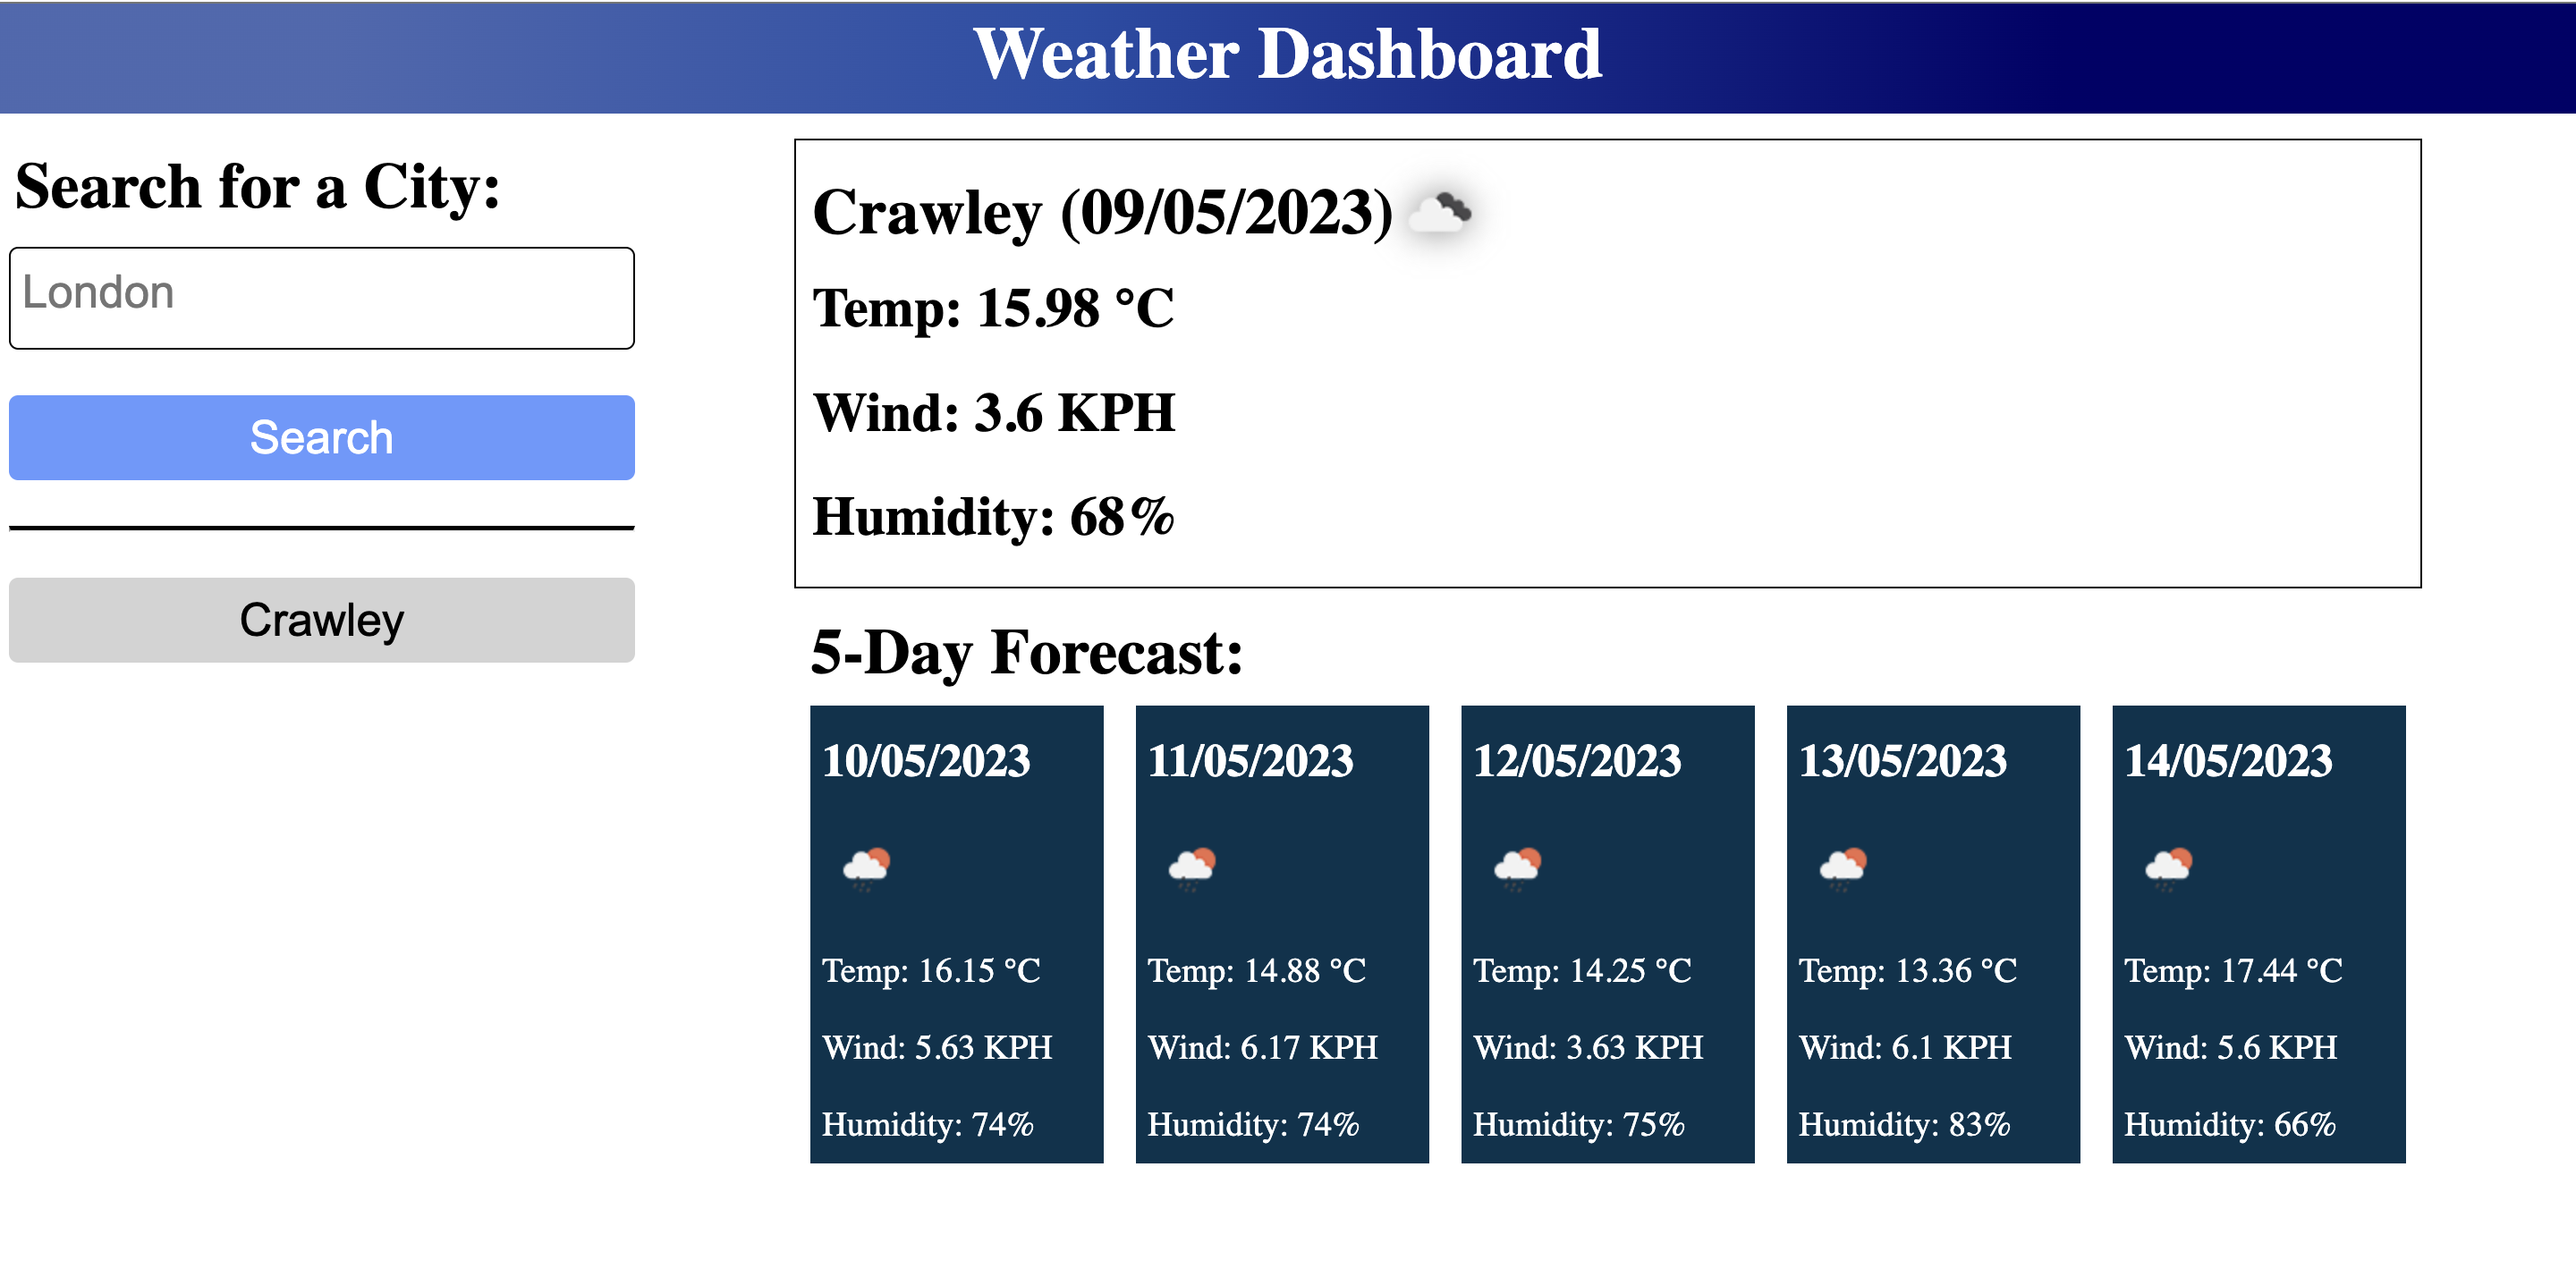 Weather Dashboard
Search for a City:
London
Search
Crawley
Crawley (09/05/2023)
Temp: 15.98 °C
Wind: 3.6 KPH
Humidity: 68%
5-Day Forecast:
10/05/2023
Temp: 16.15 °C
Wind: 5.63 KPH
Humidity: 74%
11/05/2023
Temp: 14.88 °C
Wind: 6.17 KPH
Humidity: 74%
12/05/2023
Temp: 14.25 °C
Wind: 3.63 KPH
Humidity: 75%
13/05/2023
Temp: 13.36 °C
Wind: 6.1 KPH
Humidity: 83%
14/05/2023
Temp: 17.44 °C
Wind: 5.6 KPH
Humidity: 66%